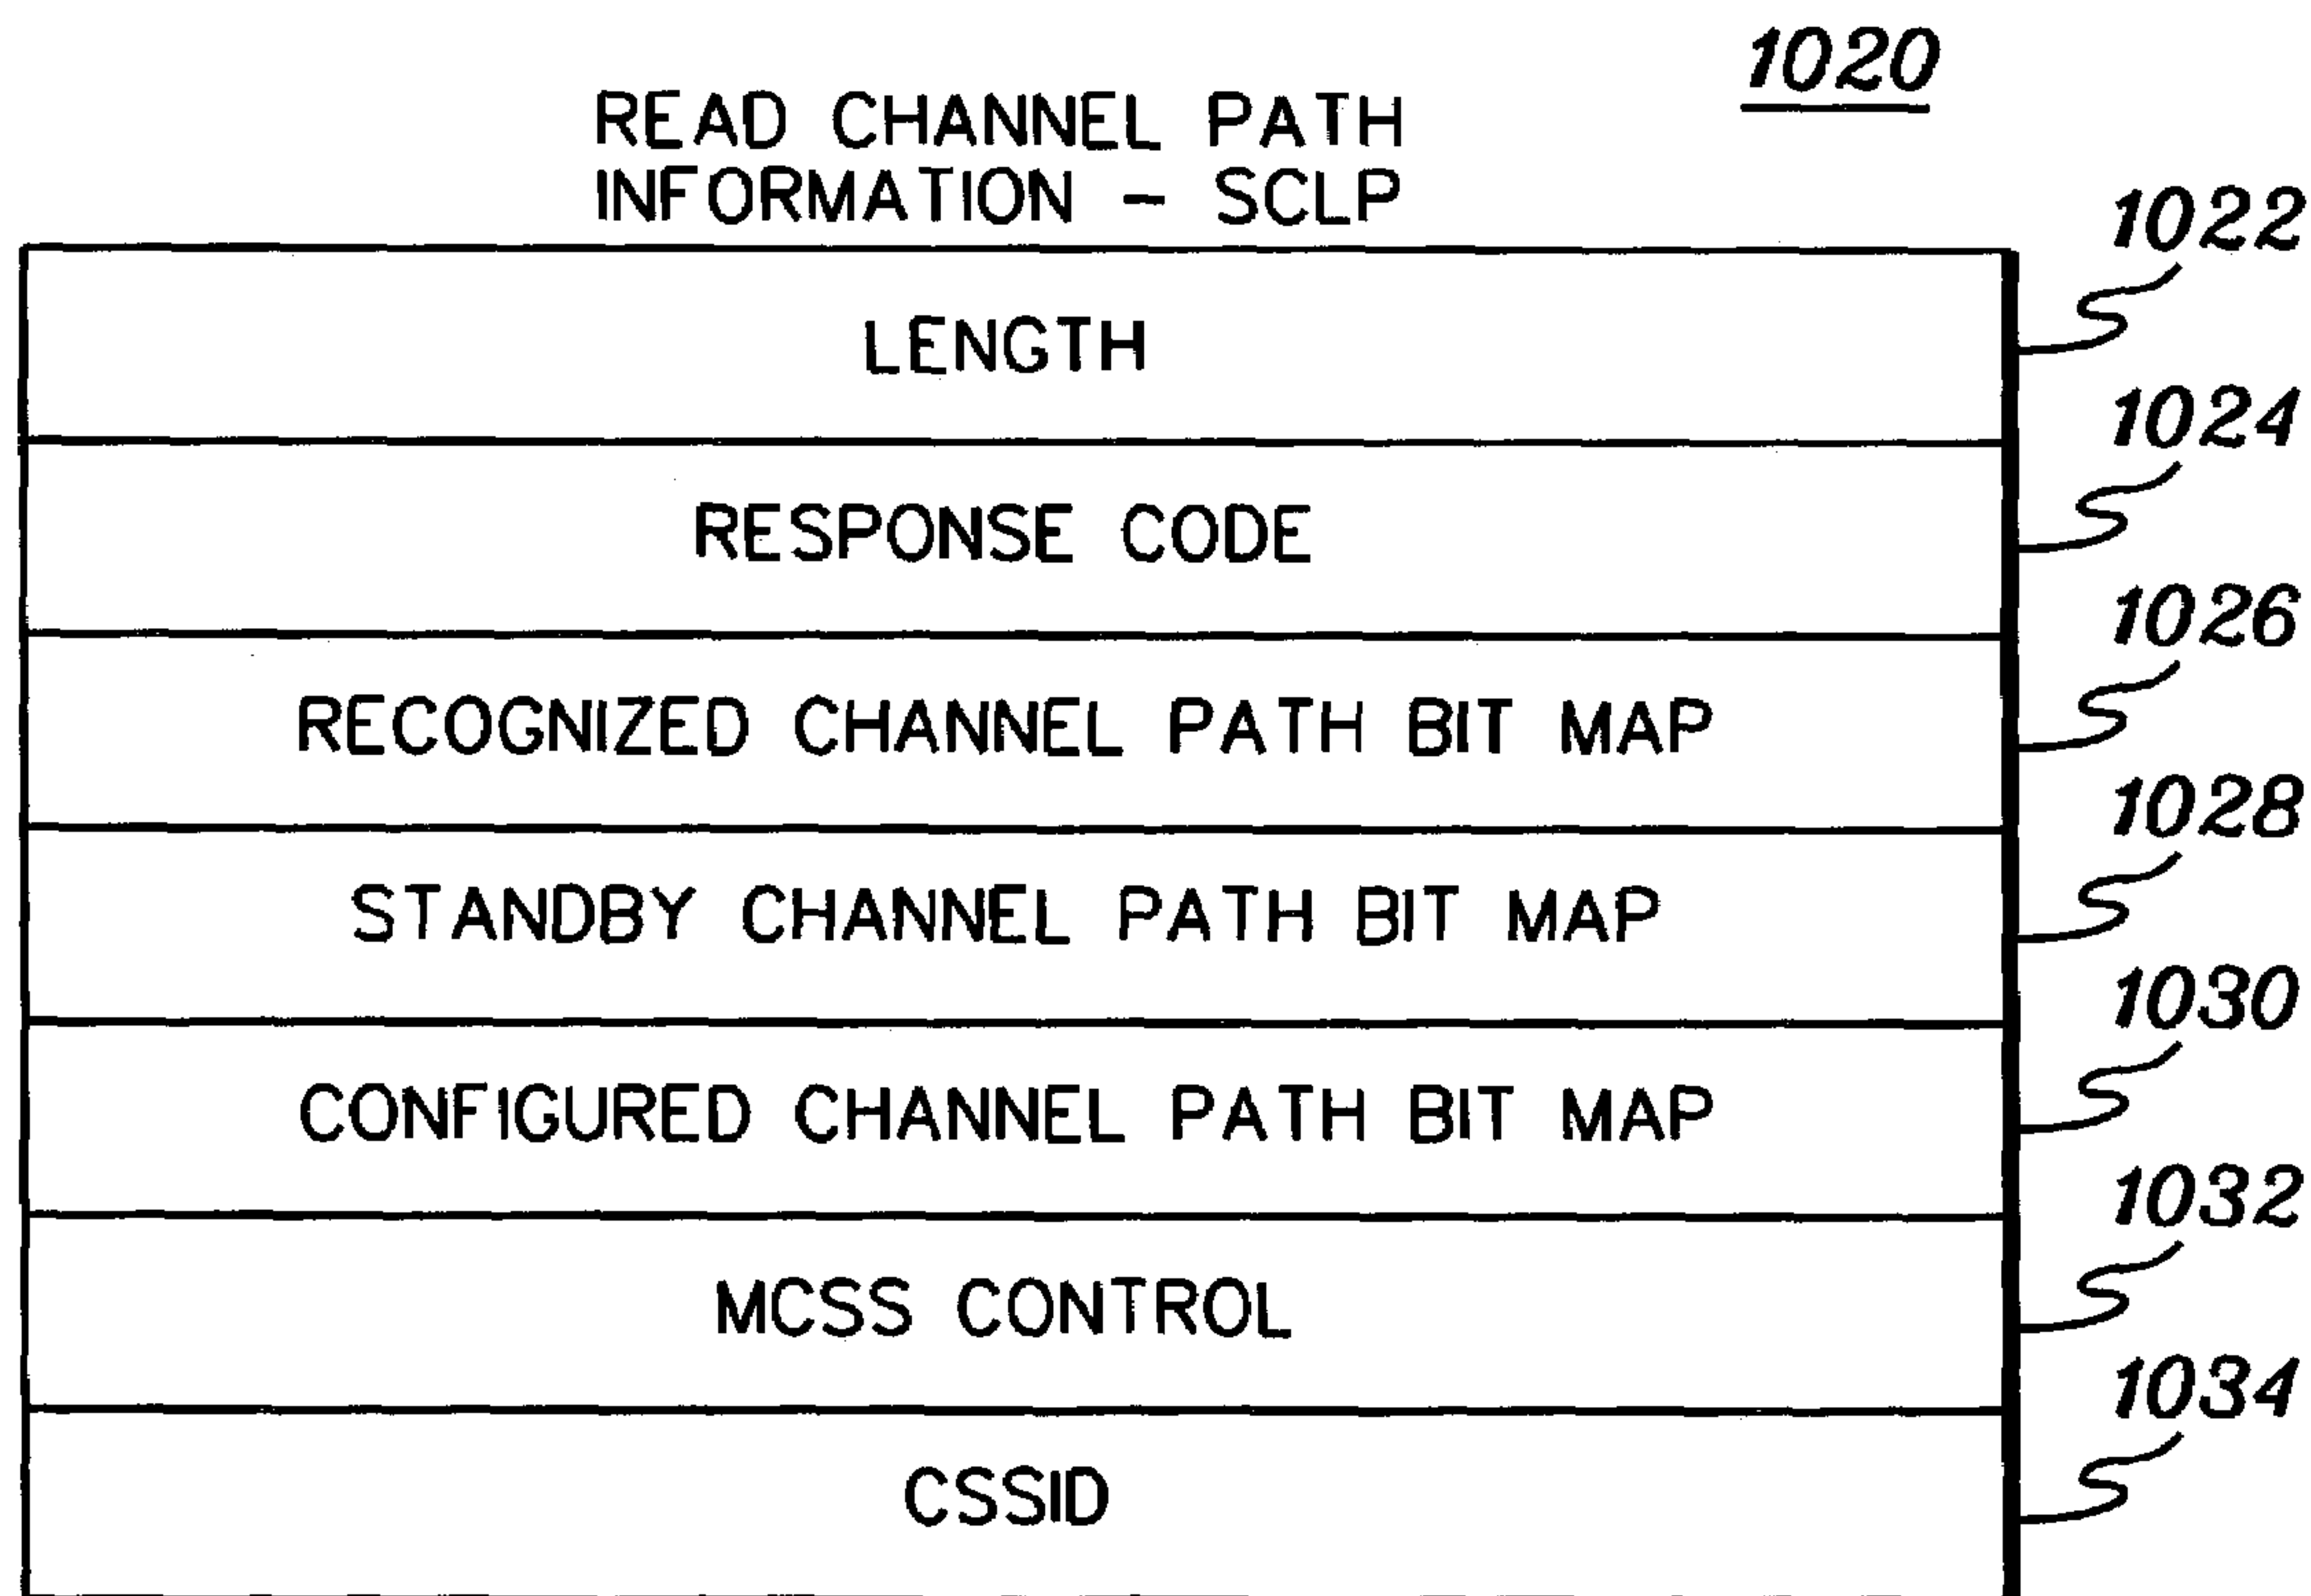 1020
READ CHANNEL PATH
INFORMATION - SCLP
1022
LENGTH
1024
RESPONSE CODE
1026
RECOGNIZED CHANNEL PATH BIT MAP
1028
STANDBY CHANNEL PATH BIT MAP
1030
CONFIGURED CHANNEL PATH BIT MAP
1032
MCSS CONTROL
1034
CSSID